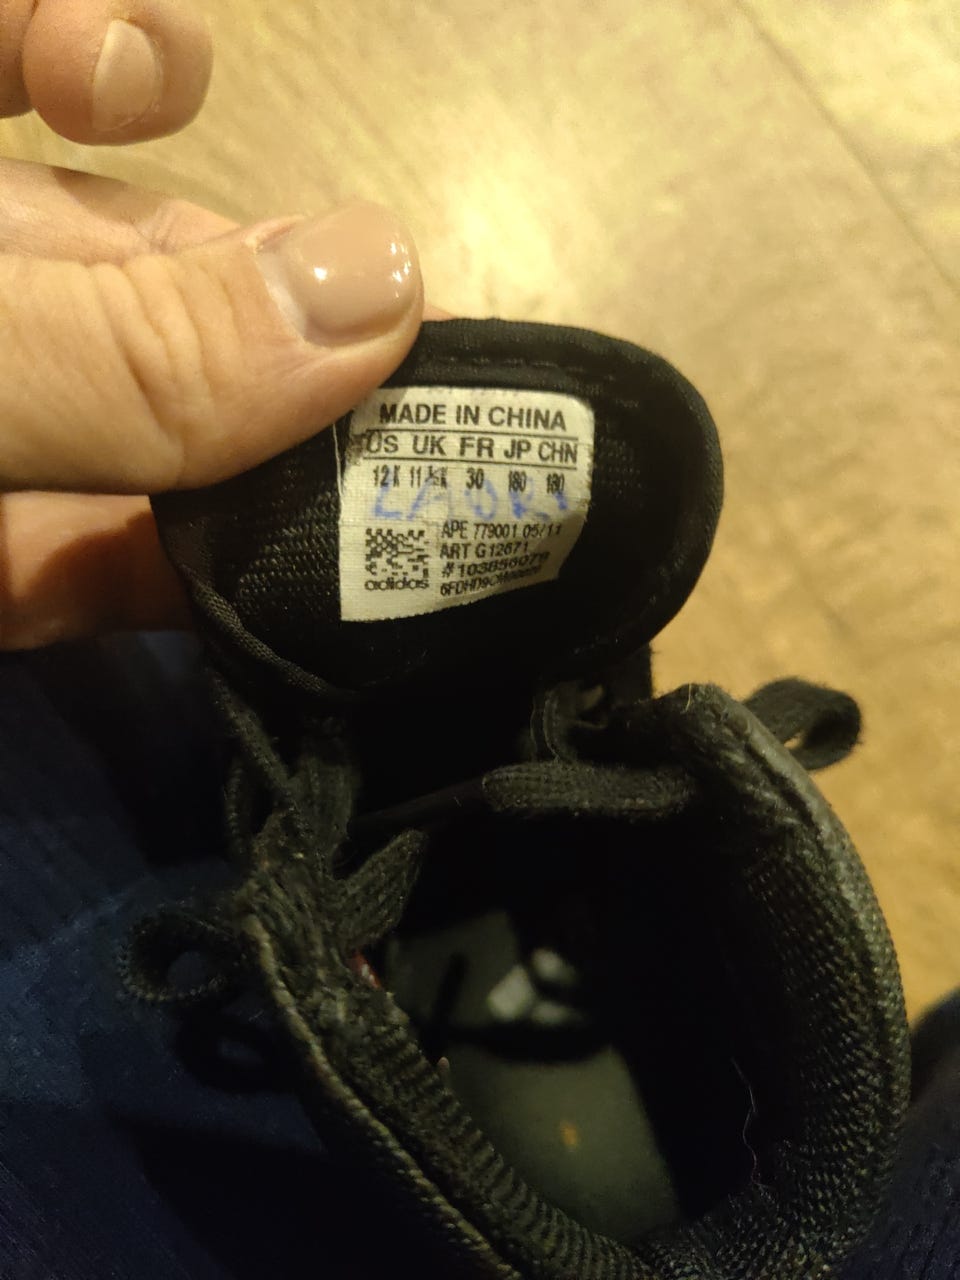 MADE IN CHINA
US UK FR JP CHN
12K 11½K 30 180 180
APE 779001 05/11
ART G12671
adidas